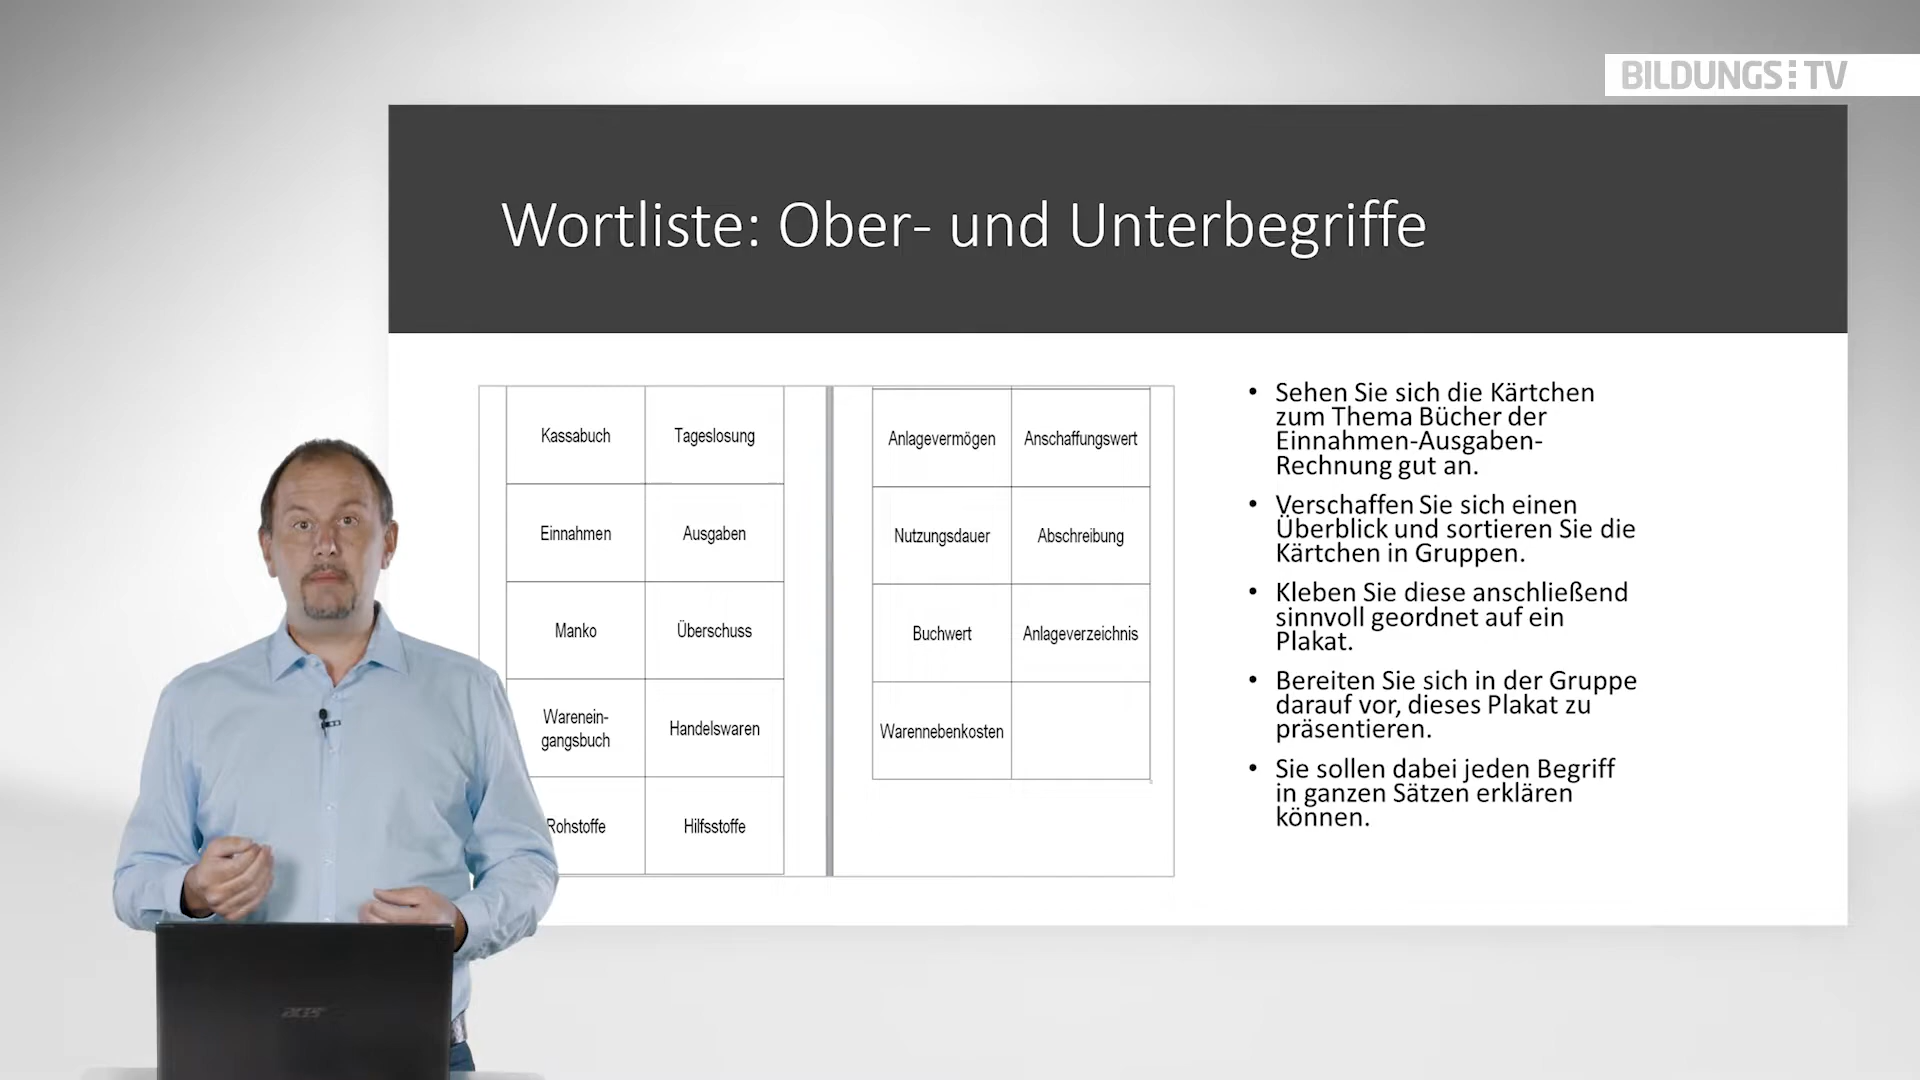 BILDUNGS:TV
Wortliste: Ober- und Unterbegriffe
Kassabuch
Tageslosung
Einnahmen
Ausgaben
Manko
Überschuss
Warenein-
gangsbuch
Handelswaren
Rohstoffe
Hilfsstoffe
Anlagevermögen
Anschaffungswert
Nutzungsdauer
Abschreibung
Buchwert
Anlageverzeichnis
Warennebenkosten
• Sehen Sie sich die Kärtchen
zum Thema Bücher der
Einnahmen-Ausgaben-
Rechnung gut an.
• Verschaffen Sie sich einen
Überblick und sortieren Sie die
Kärtchen in Gruppen.
• Kleben Sie diese anschließend
sinnvoll geordnet auf ein
Plakat.
• Bereiten Sie sich in der Gruppe
darauf vor, dieses Plakat zu
präsentieren.
• Sie sollen dabei jeden Begriff
in ganzen Sätzen erklären
können.
acer